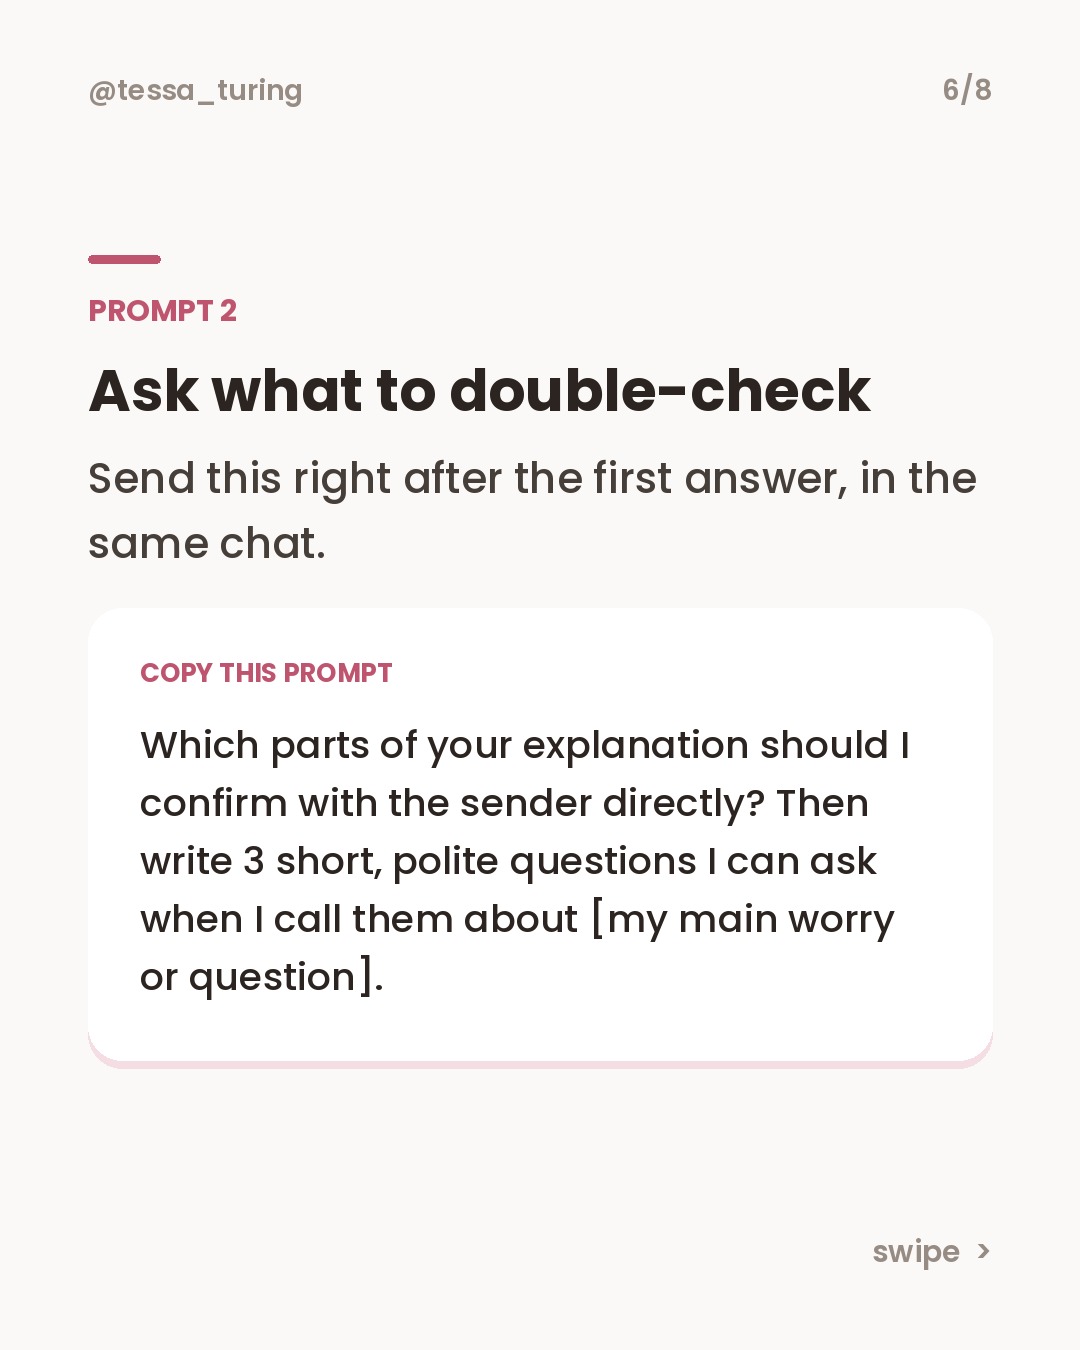 @tessa_turing
6/8
PROMPT 2
Ask what to double-check
Send this right after the first answer, in the
same chat.
COPY THIS PROMPT
Which parts of your explanation should I
confirm with the sender directly? Then
write 3 short, polite questions I can ask
when I call them about [my main worry
or question].
swipe >